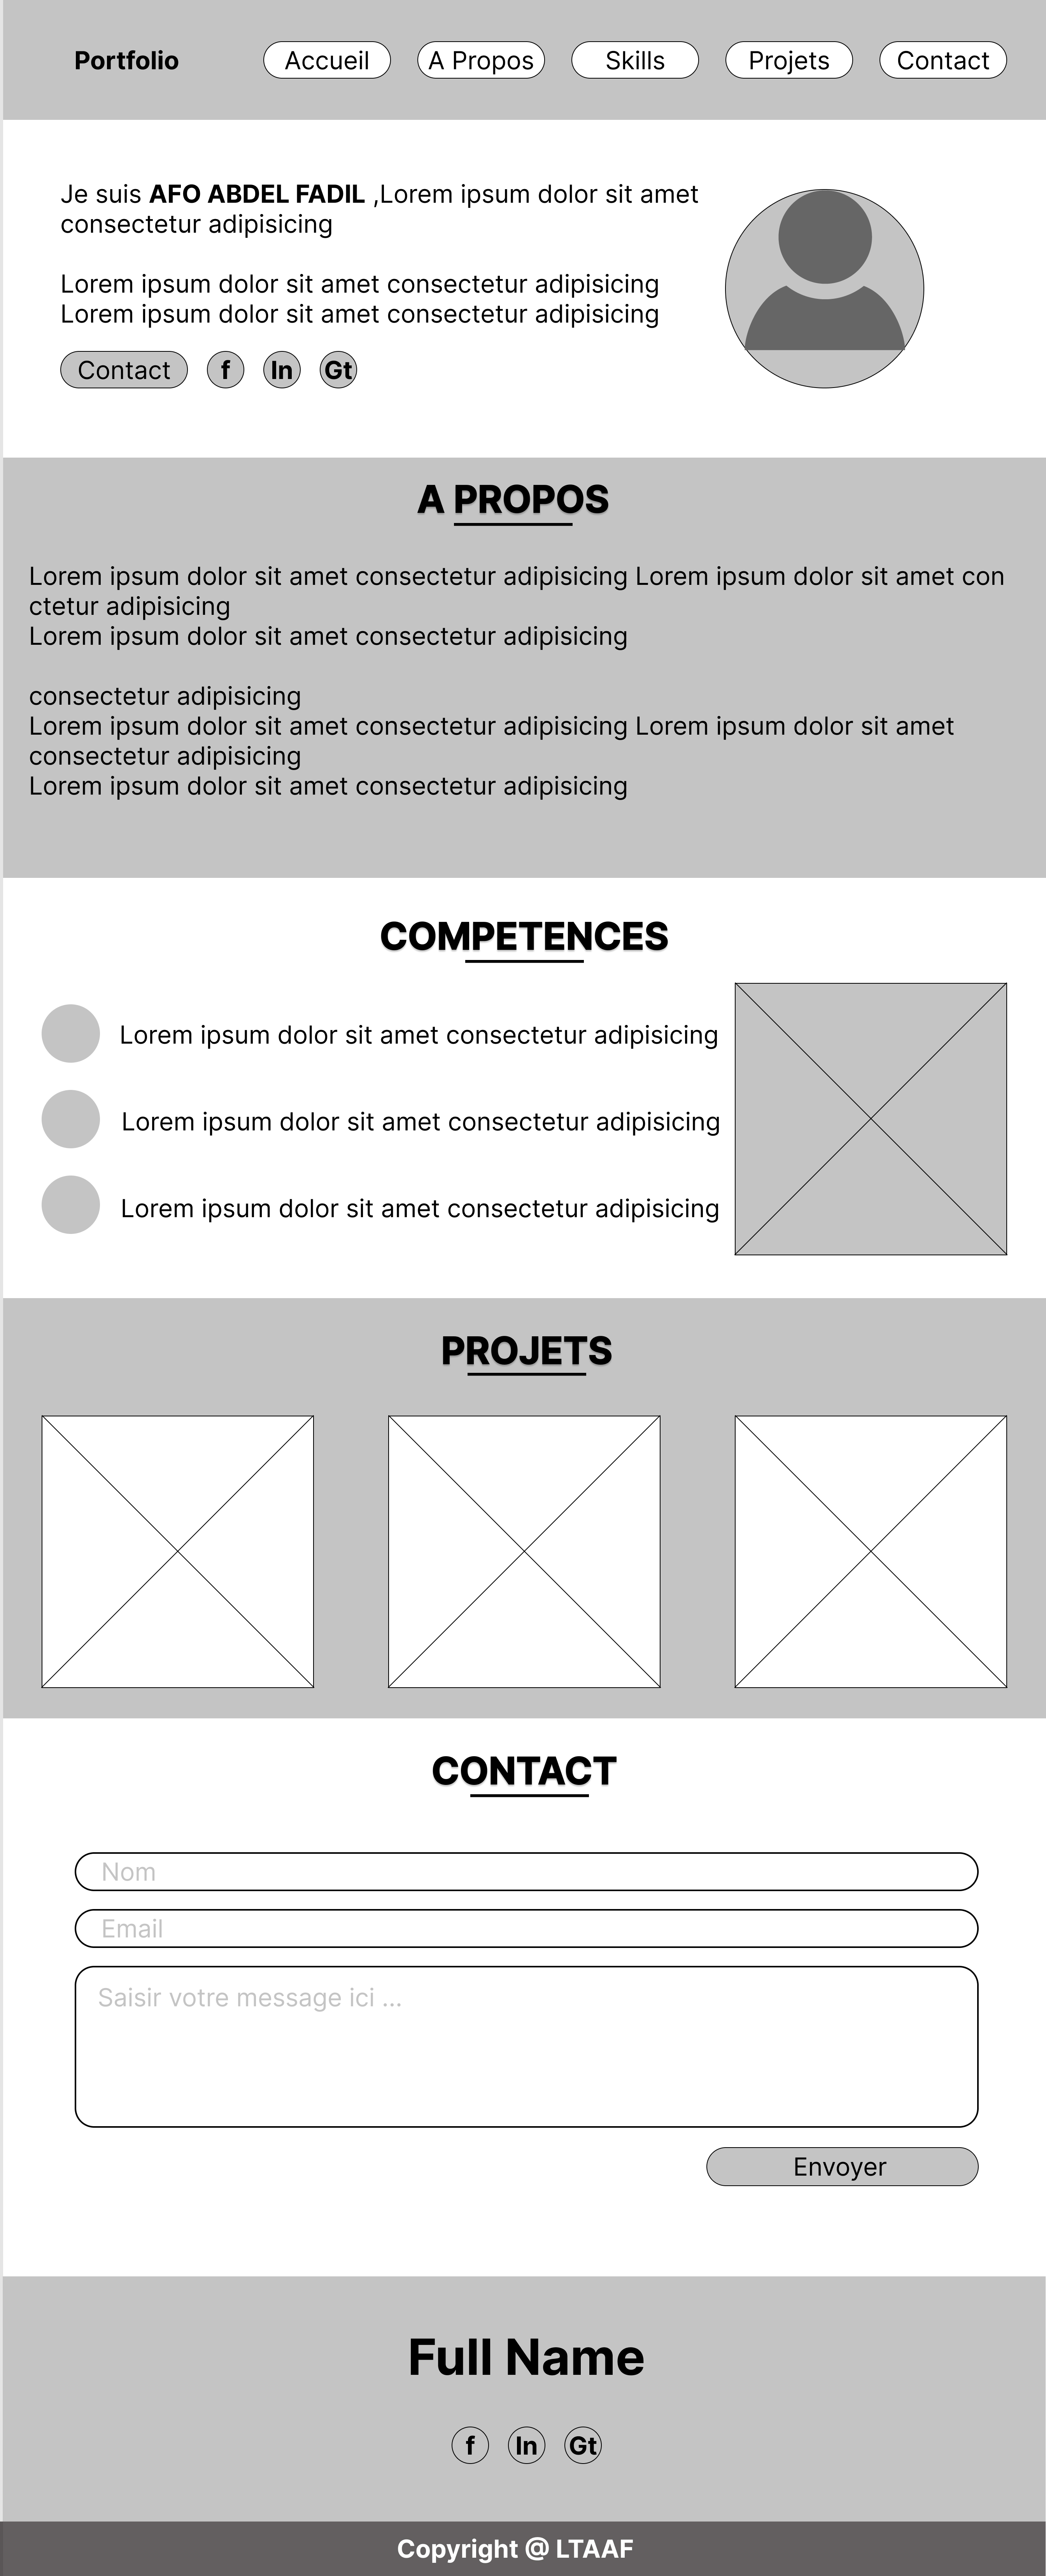 Portfolio
Accueil
A Propos
Skills
Projets
Contact
Je suis AFO ABDEL FADIL ,Lorem ipsum dolor sit amet
consectetur adipisicing
Lorem ipsum dolor sit amet consectetur adipisicing
Lorem ipsum dolor sit amet consectetur adipisicing
Contact
f
In
Gt
A PROPOS
Lorem ipsum dolor sit amet consectetur adipisicing Lorem ipsum dolor sit amet con
ctetur adipisicing
Lorem ipsum dolor sit amet consectetur adipisicing
consectetur adipisicing
Lorem ipsum dolor sit amet consectetur adipisicing Lorem ipsum dolor sit amet
consectetur adipisicing
Lorem ipsum dolor sit amet consectetur adipisicing
COMPETENCES
Lorem ipsum dolor sit amet consectetur adipisicing
Lorem ipsum dolor sit amet consectetur adipisicing
Lorem ipsum dolor sit amet consectetur adipisicing
PROJETS
CONTACT
Nom
Email
Saisir votre message ici ...
Envoyer
Full Name
f
In
Gt
Copyright @ LTAAF